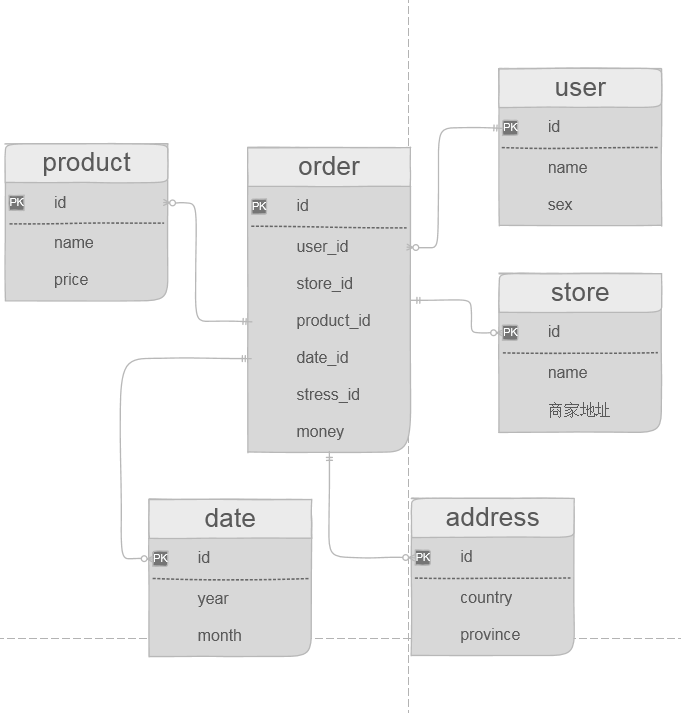 product
PK id
name
price
order
PK id
user_id
store_id
product_id
date_id
stress_id
money
user
PK id
name
sex
store
PK id
name
商家地址
date
PK id
year
month
address
PK id
country
province